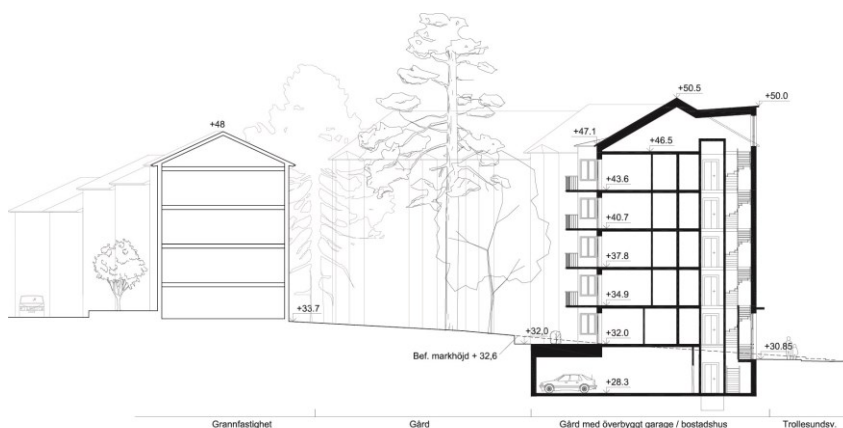 +50.5
+50.0
+48
+47.1
+46.5
+43.6
+40.7
+37.8
+34.9
+33.7
+32.0
+32.0
Bef. markhöjd + 32,6
+30.85
+28.3
Grannfastighet
Gård
Gård med överbyggt garage / bostadshus
Trollesundsv.